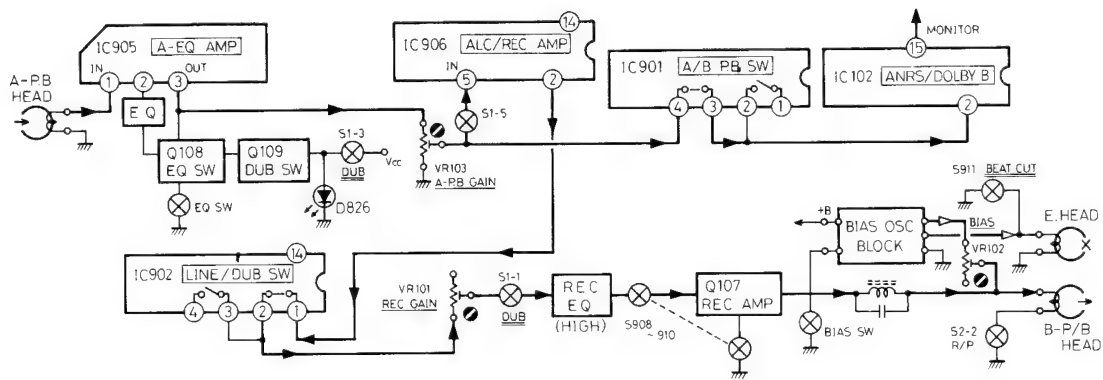 IC905 A-EQ AMP
IN OUT
1 2 3
A-P.B
HEAD
EQ
Q108
EQ SW
Q109
DUB SW
S1-3
DUB
Vcc
EQ SW
D826
VR103
A-P.B GAIN
14
IC906 ALC/REC AMP
IN
5 2
S1-5
IC901 A/B P.B SW
4 3 2 1
MONITOR
15
IC102 ANRS/DOLBY B
2
14
IC902 LINE/DUB SW
4 3 2 1
VR101
REC GAIN
S1-1
DUB
REC
EQ
(HIGH)
S908
~910
Q107
REC AMP
+B
BIAS OSC
BLOCK
BIAS
VR102
S911 BEAT CUT
E.HEAD
BIAS SW
S2-2
R/P
B-P/B
HEAD